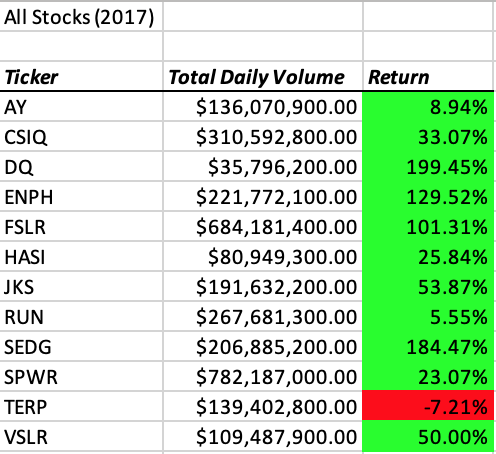 All Stocks (2017)
Ticker Total Daily Volume Return
AY $136,070,900.00 8.94%
CSIQ $310,592,800.00 33.07%
DQ $35,796,200.00 199.45%
ENPH $221,772,100.00 129.52%
FSLR $684,181,400.00 101.31%
HASI $80,949,300.00 25.84%
JKS $191,632,200.00 53.87%
RUN $267,681,300.00 5.55%
SEDG $206,885,200.00 184.47%
SPWR $782,187,000.00 23.07%
TERP $139,402,800.00 -7.21%
VSLR $109,487,900.00 50.00%